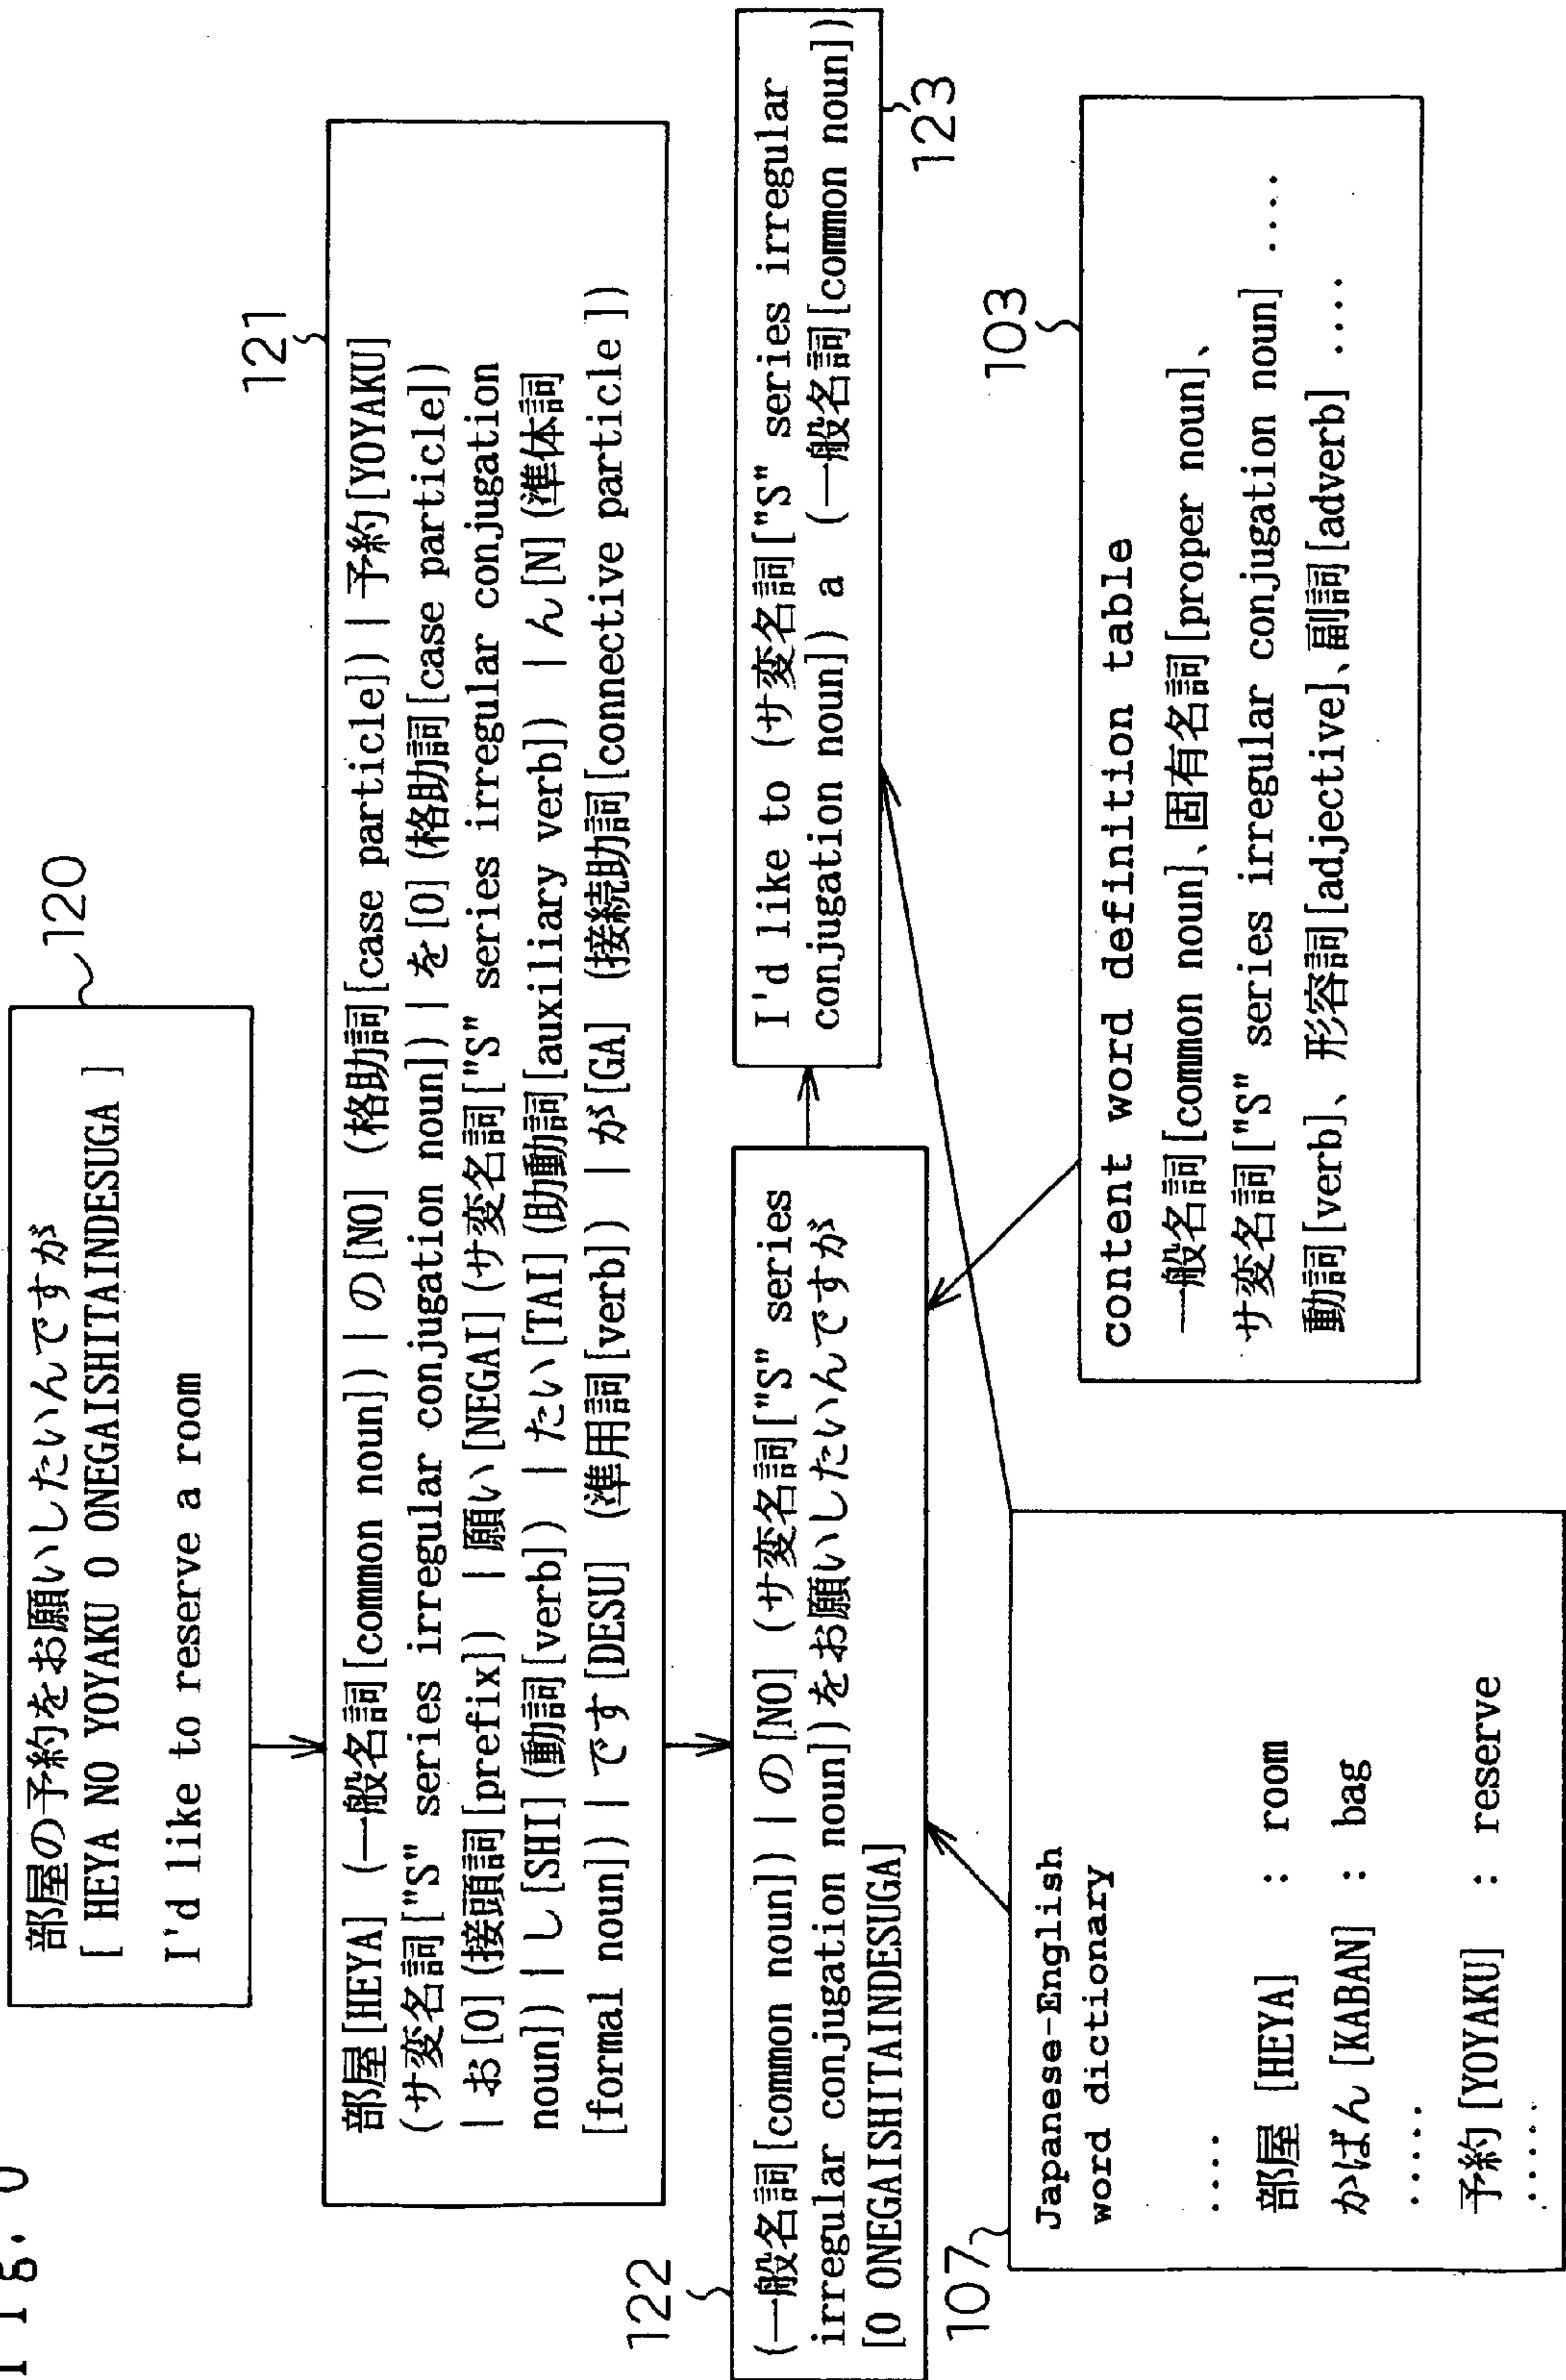 Fig.
120
部屋の予約をお願いしたいんですが
[ HEYA NO YOYAKU O ONEGAISHITAINDESUGA ]
I'd like to reserve a room
121
部屋[HEYA] (一般名詞[common noun]) | の[NO] (格助詞[case particle]) | 予約[YOYAKU]
(サ変名詞["S" series irregular conjugation noun]) | を[O] (格助詞[case particle])
| お[O] (接頭詞[prefix]) | 願い[NEGAI] (サ変名詞["S" series irregular conjugation
noun]) | し[SHI] (動詞[verb]) | たい[TAI] (助動詞[auxiliary verb]) | ん[N] (準体詞
[formal noun]) | です[DESU] (準用詞[verb]) | が[GA] (接続助詞[connective particle ])
122
(一般名詞[common noun]) | の[NO] (サ変名詞["S" series
irregular conjugation noun])をお願いしたいんですが
[O ONEGAISHITAINDESUGA]
I'd like to (サ変名詞["S" series irregular
conjugation noun]) a (一般名詞[common noun])
123
107
Japanese-English
word dictionary
....
部屋 [HEYA] : room
かばん[KABAN] : bag
.....
予約[YOYAKU] : reserve
.....
103
content word definition table
一般名詞[common noun]、固有名詞[proper noun]、
サ変名詞["S" series irregular conjugation noun] ....
動詞[verb]、形容詞[adjective]、副詞[adverb] ....